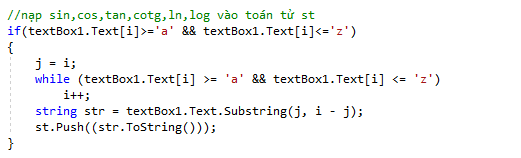 //nạp sin,cos,tan,cotg,ln,log vào toán tử st
if(textBox1.Text[i]>='a' && textBox1.Text[i]<='z')
{
    j = i;
    while (textBox1.Text[i] >= 'a' && textBox1.Text[i] <= 'z')
        i++;
    string str = textBox1.Text.Substring(j, i - j);
    st.Push((str.ToString()));
}